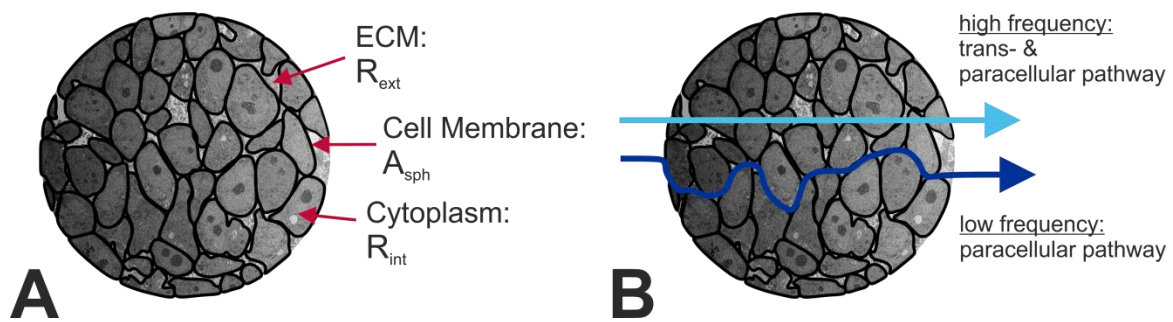 ECM:
R_ext
Cell Membrane:
A_sph
Cytoplasm:
R_int
A
high frequency:
trans- &
paracellular pathway
low frequency:
paracellular pathway
B